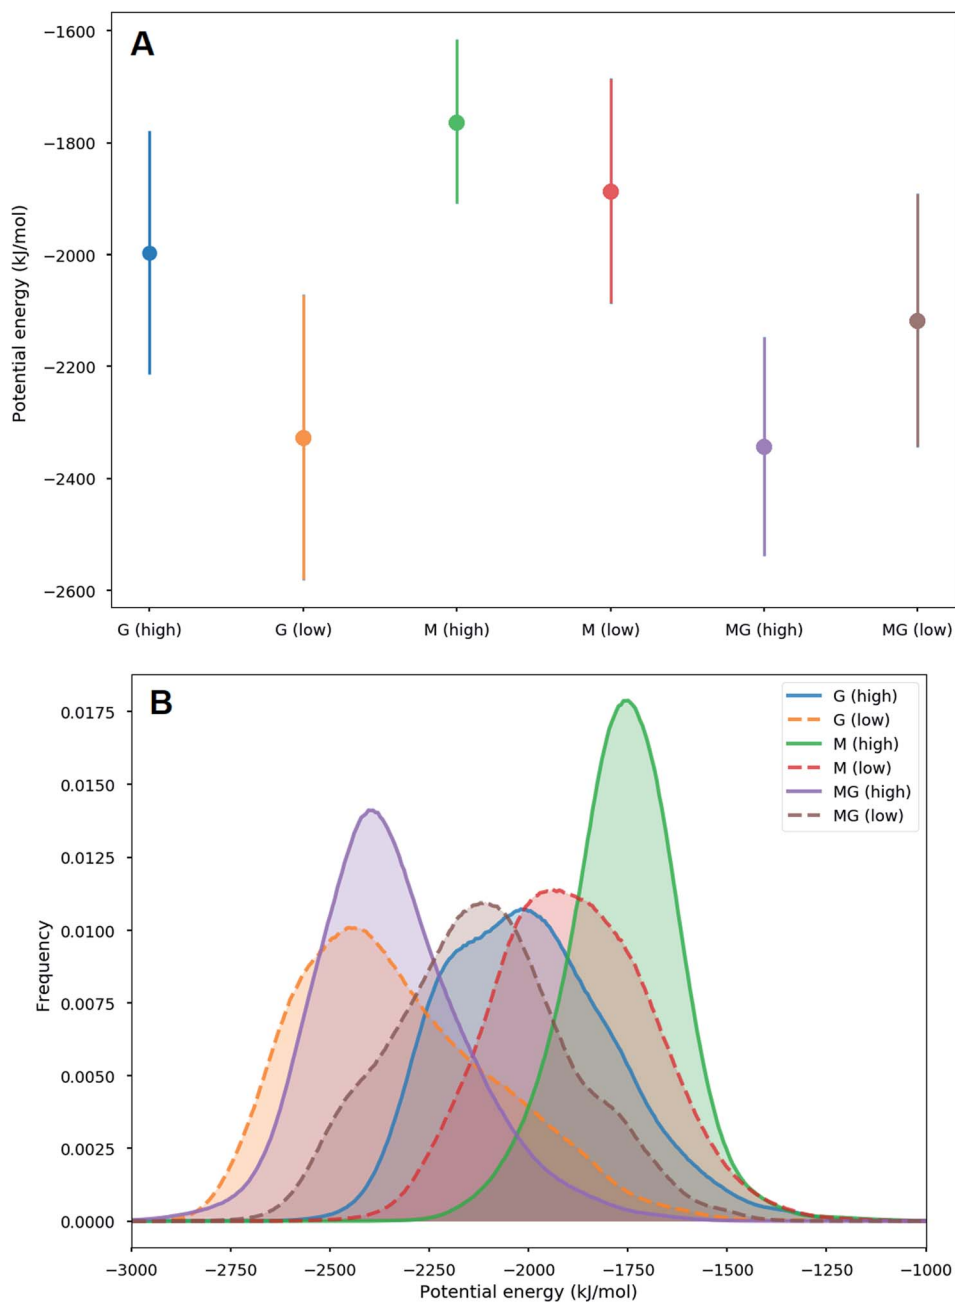 A
Potential energy (kJ/mol)
−1600
−1800
−2000
−2200
−2400
−2600
G (high) G (low) M (high) M (low) MG (high) MG (low)
B
G (high)
G (low)
M (high)
M (low)
MG (high)
MG (low)
Frequency
0.0175
0.0150
0.0125
0.0100
0.0075
0.0050
0.0025
0.0000
−3000 −2750 −2500 −2250 −2000 −1750 −1500 −1250 −1000
Potential energy (kJ/mol)